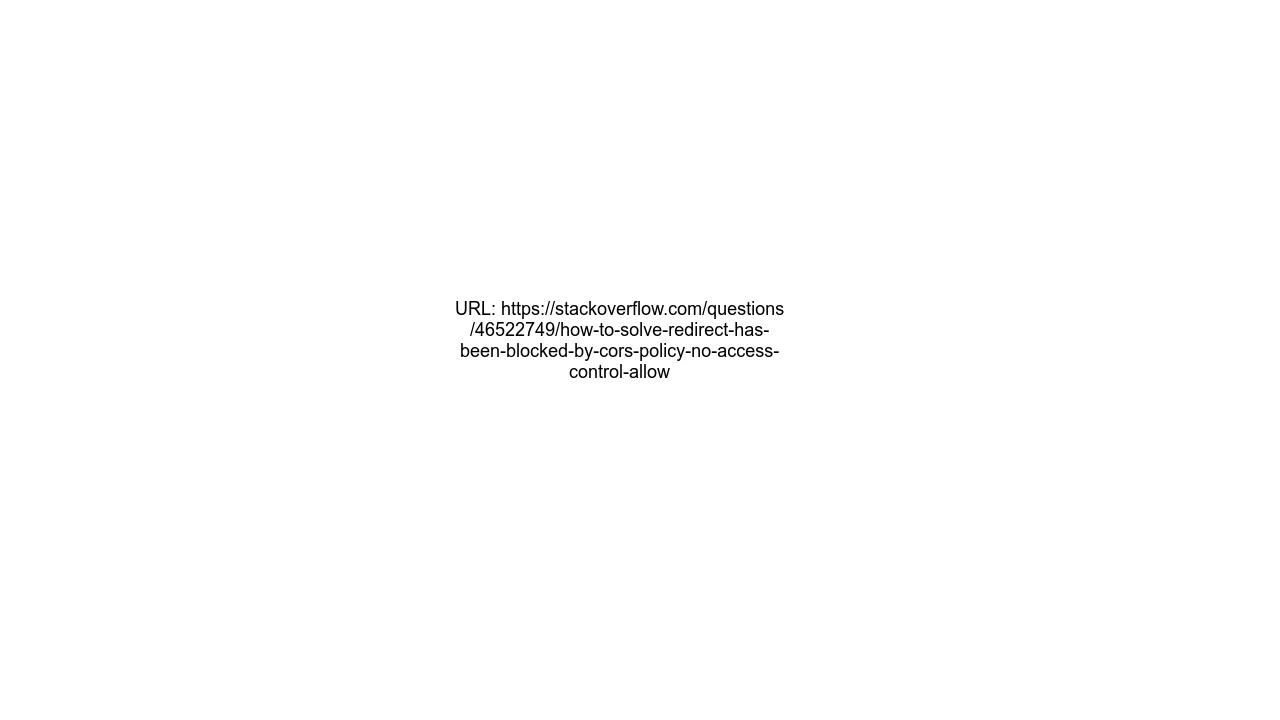 URL: https://stackoverflow.com/questions
/46522749/how-to-solve-redirect-has-
been-blocked-by-cors-policy-no-access-
control-allow